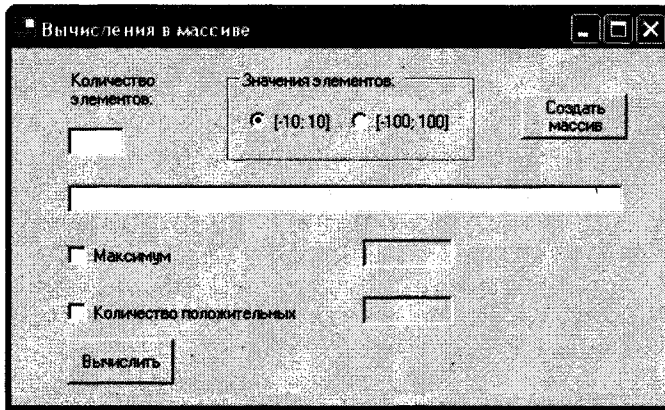 Вычисления в массиве
Количество
элементов:
Значения элементов:
[-10; 10]
[-100; 100]
Создать
массив
Максимум
Количество положительных
Вычислить